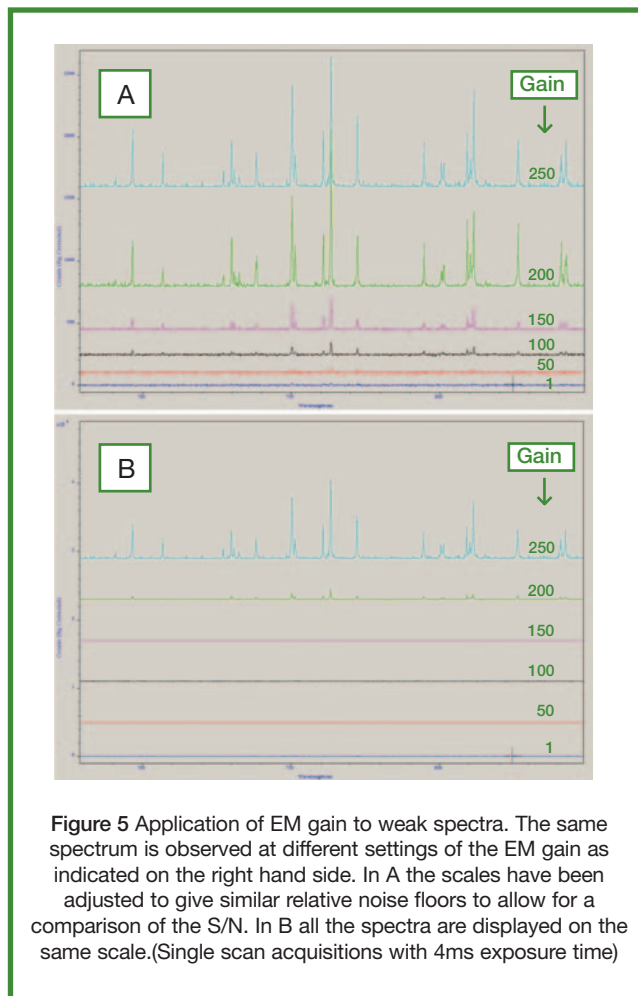 A
Gain
250
200
150
100
50
1
B
Gain
250
200
150
100
50
1
Figure 5 Application of EM gain to weak spectra. The same
spectrum is observed at different settings of the EM gain as
indicated on the right hand side. In A the scales have been
adjusted to give similar relative noise floors to allow for a
comparison of the S/N. In B all the spectra are displayed on the
same scale.(Single scan acquisitions with 4ms exposure time)